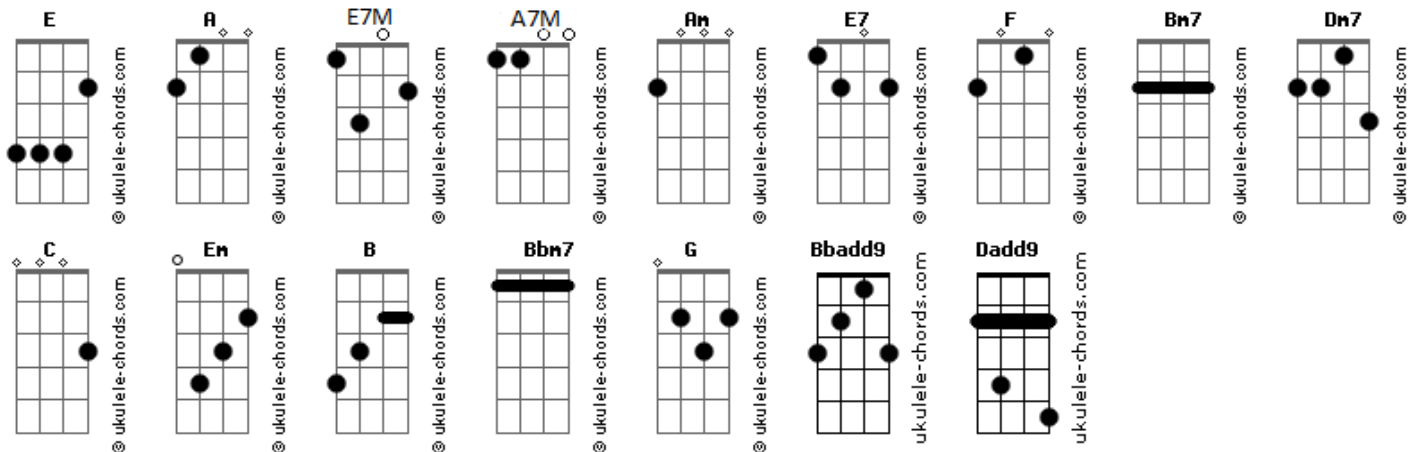 E A E7M A7M Am E7 F Bm7 Dm7
© ukulele-chords.com © ukulele-chords.com © ukulele-chords.com © ukulele-chords.com © ukulele-chords.com © ukulele-chords.com © ukulele-chords.com © ukulele-chords.com © ukulele-chords.com
C Em B Bbm7 G Bbadd9 Dadd9
© ukulele-chords.com © ukulele-chords.com © ukulele-chords.com © ukulele-chords.com © ukulele-chords.com ukulele-chords.com ukulele-chords.com